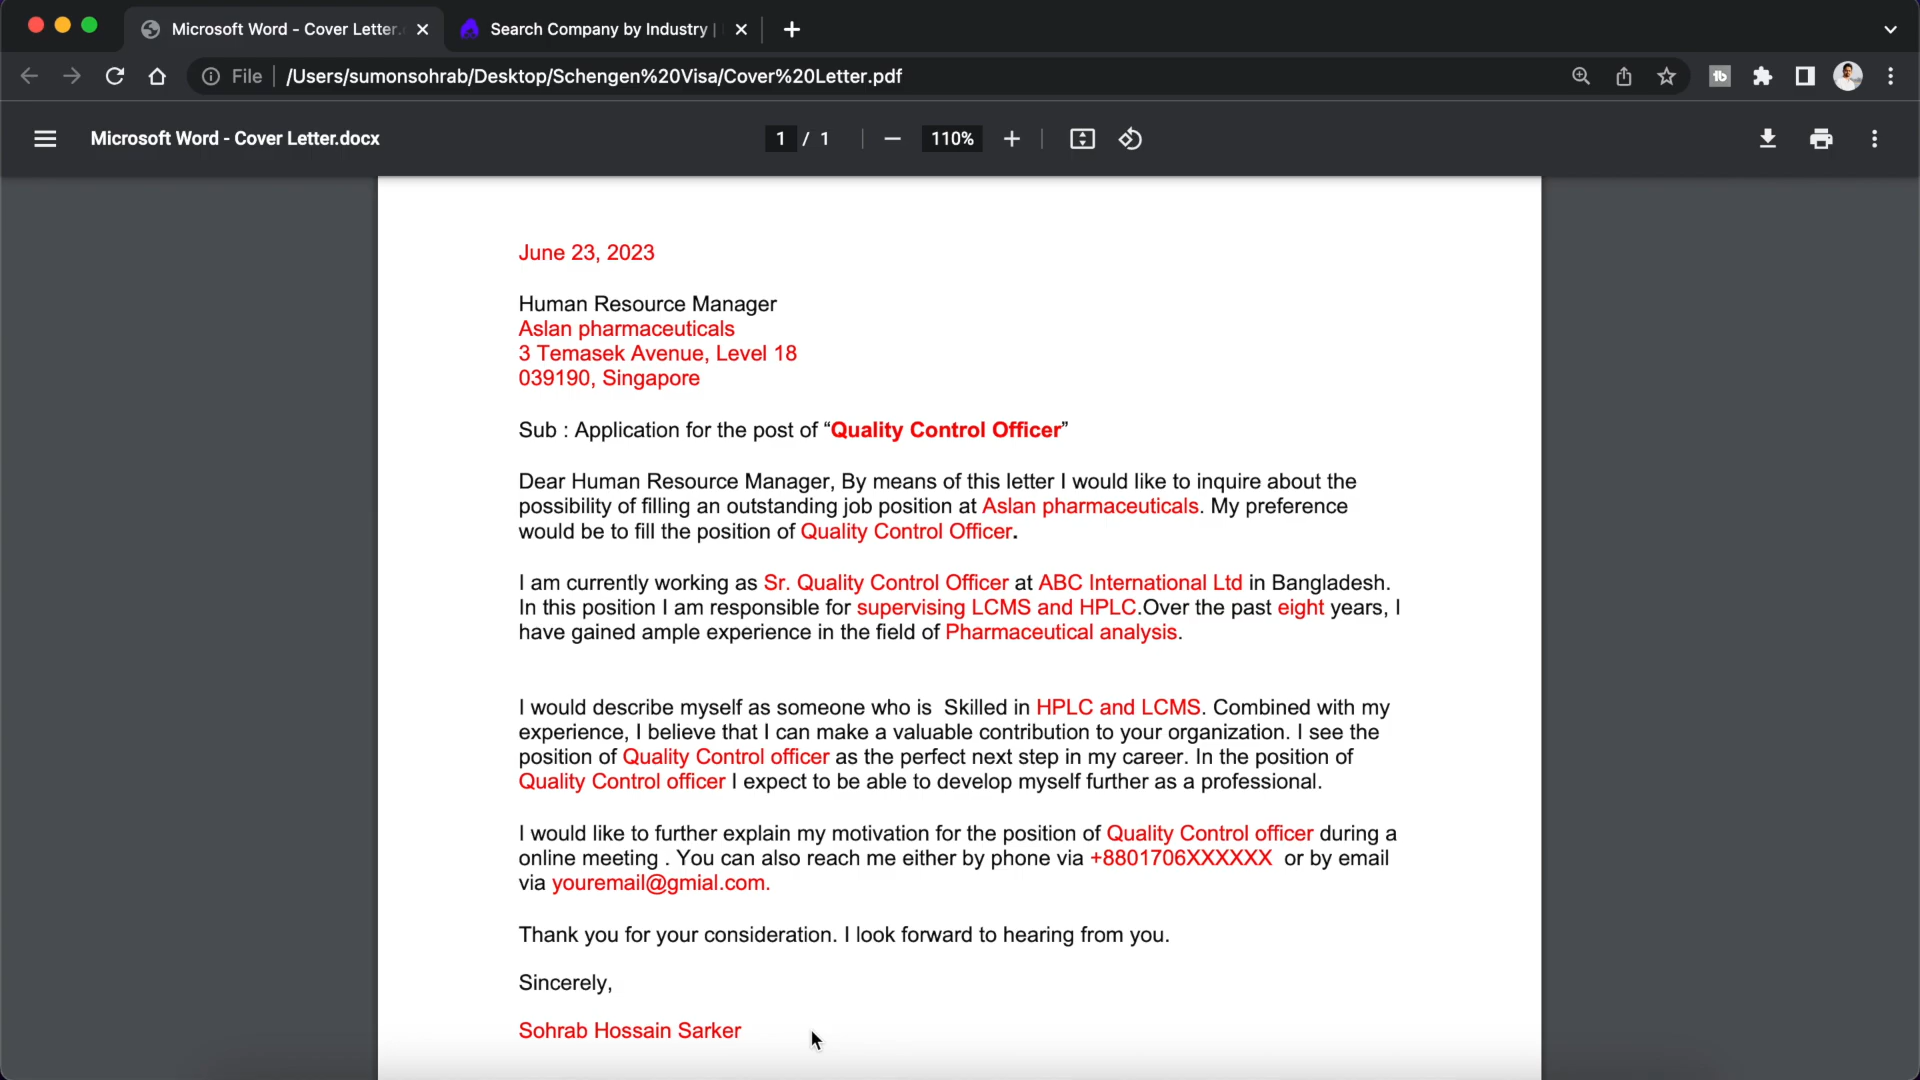 Microsoft Word - Cover Letter.
Search Company by Industry |
File
/Users/sumonsohrab/Desktop/Schengen%20Visa/Cover%20Letter.pdf
Microsoft Word - Cover Letter.docx
1 / 1
110%
June 23, 2023
Human Resource Manager
Aslan pharmaceuticals
3 Temasek Avenue, Level 18
039190, Singapore
Sub : Application for the post of “Quality Control Officer”
Dear Human Resource Manager, By means of this letter I would like to inquire about the
possibility of filling an outstanding job position at Aslan pharmaceuticals. My preference
would be to fill the position of Quality Control Officer.
I am currently working as Sr. Quality Control Officer at ABC International Ltd in Bangladesh.
In this position I am responsible for supervising LCMS and HPLC.Over the past eight years, I
have gained ample experience in the field of Pharmaceutical analysis.
I would describe myself as someone who is  Skilled in HPLC and LCMS. Combined with my
experience, I believe that I can make a valuable contribution to your organization. I see the
position of Quality Control officer as the perfect next step in my career. In the position of
Quality Control officer I expect to be able to develop myself further as a professional.
I would like to further explain my motivation for the position of Quality Control officer during a
online meeting . You can also reach me either by phone via +8801706XXXXXX  or by email
via youremail@gmial.com.
Thank you for your consideration. I look forward to hearing from you.
Sincerely,
Sohrab Hossain Sarker